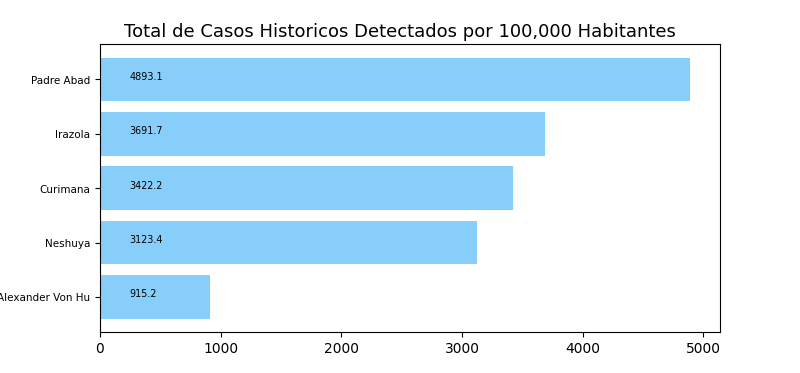 Total de Casos Historicos Detectados por 100,000 Habitantes
Padre Abad 4893.1
Irazola 3691.7
Curimana 3422.2
Neshuya 3123.4
Alexander Von Hu 915.2
0 1000 2000 3000 4000 5000